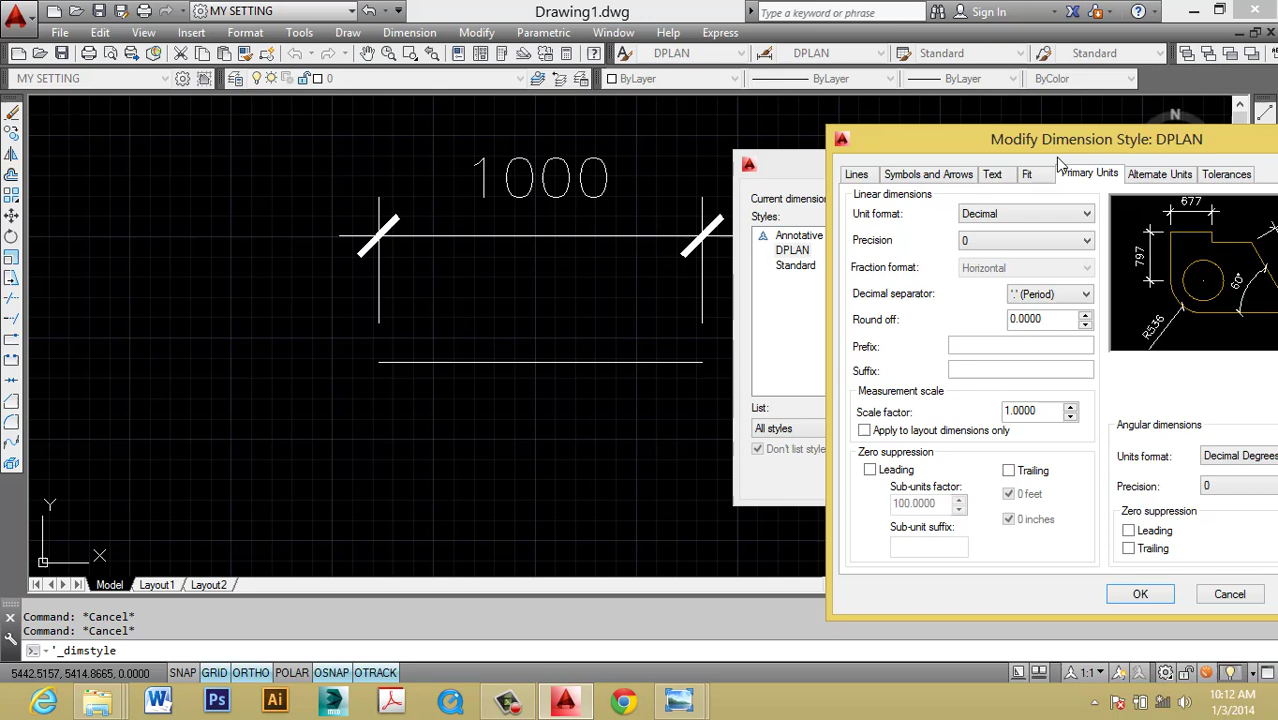 MY SETTING
Drawing1.dwg
Type a keyword or phrase
Sign In
File Edit View Insert Format Tools Draw Dimension Modify Parametric Window Help Express
DPLAN DPLAN Standard Standard
MY SETTING 0 ByLayer ByLayer ByLayer ByColor
N
1000
Current dimension
Styles:
Annotative
DPLAN
Standard
List:
All styles
Don't list style
Modify Dimension Style: DPLAN
Lines Symbols and Arrows Text Fit Primary Units Alternate Units Tolerances
Linear dimensions
Unit format: Decimal
Precision 0
Fraction format: Horizontal
Decimal separator: '.' (Period)
Round off: 0.0000
Prefix:
Suffix:
Measurement scale
Scale factor: 1.0000
Apply to layout dimensions only
Zero suppression
Leading Trailing
Sub-units factor: 0 feet
100.0000
0 inches
Sub-unit suffix:
677
797
60°
R536
Angular dimensions
Units format: Decimal Degrees
Precision: 0
Zero suppression
Leading
Trailing
OK Cancel
Y
X
Model Layout1 Layout2
Command: *Cancel*
Command: *Cancel*
'_dimstyle
5442.5157, 5414.8665, 0.0000 SNAP GRID ORTHO POLAR OSNAP OTRACK 1:1
10:12 AM
1/3/2014